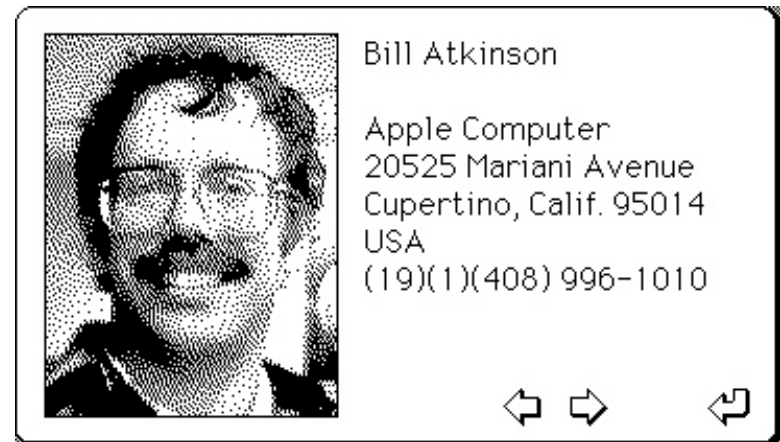 Bill Atkinson
Apple Computer
20525 Mariani Avenue
Cupertino, Calif. 95014
USA
(19)(1)(408) 996-1010